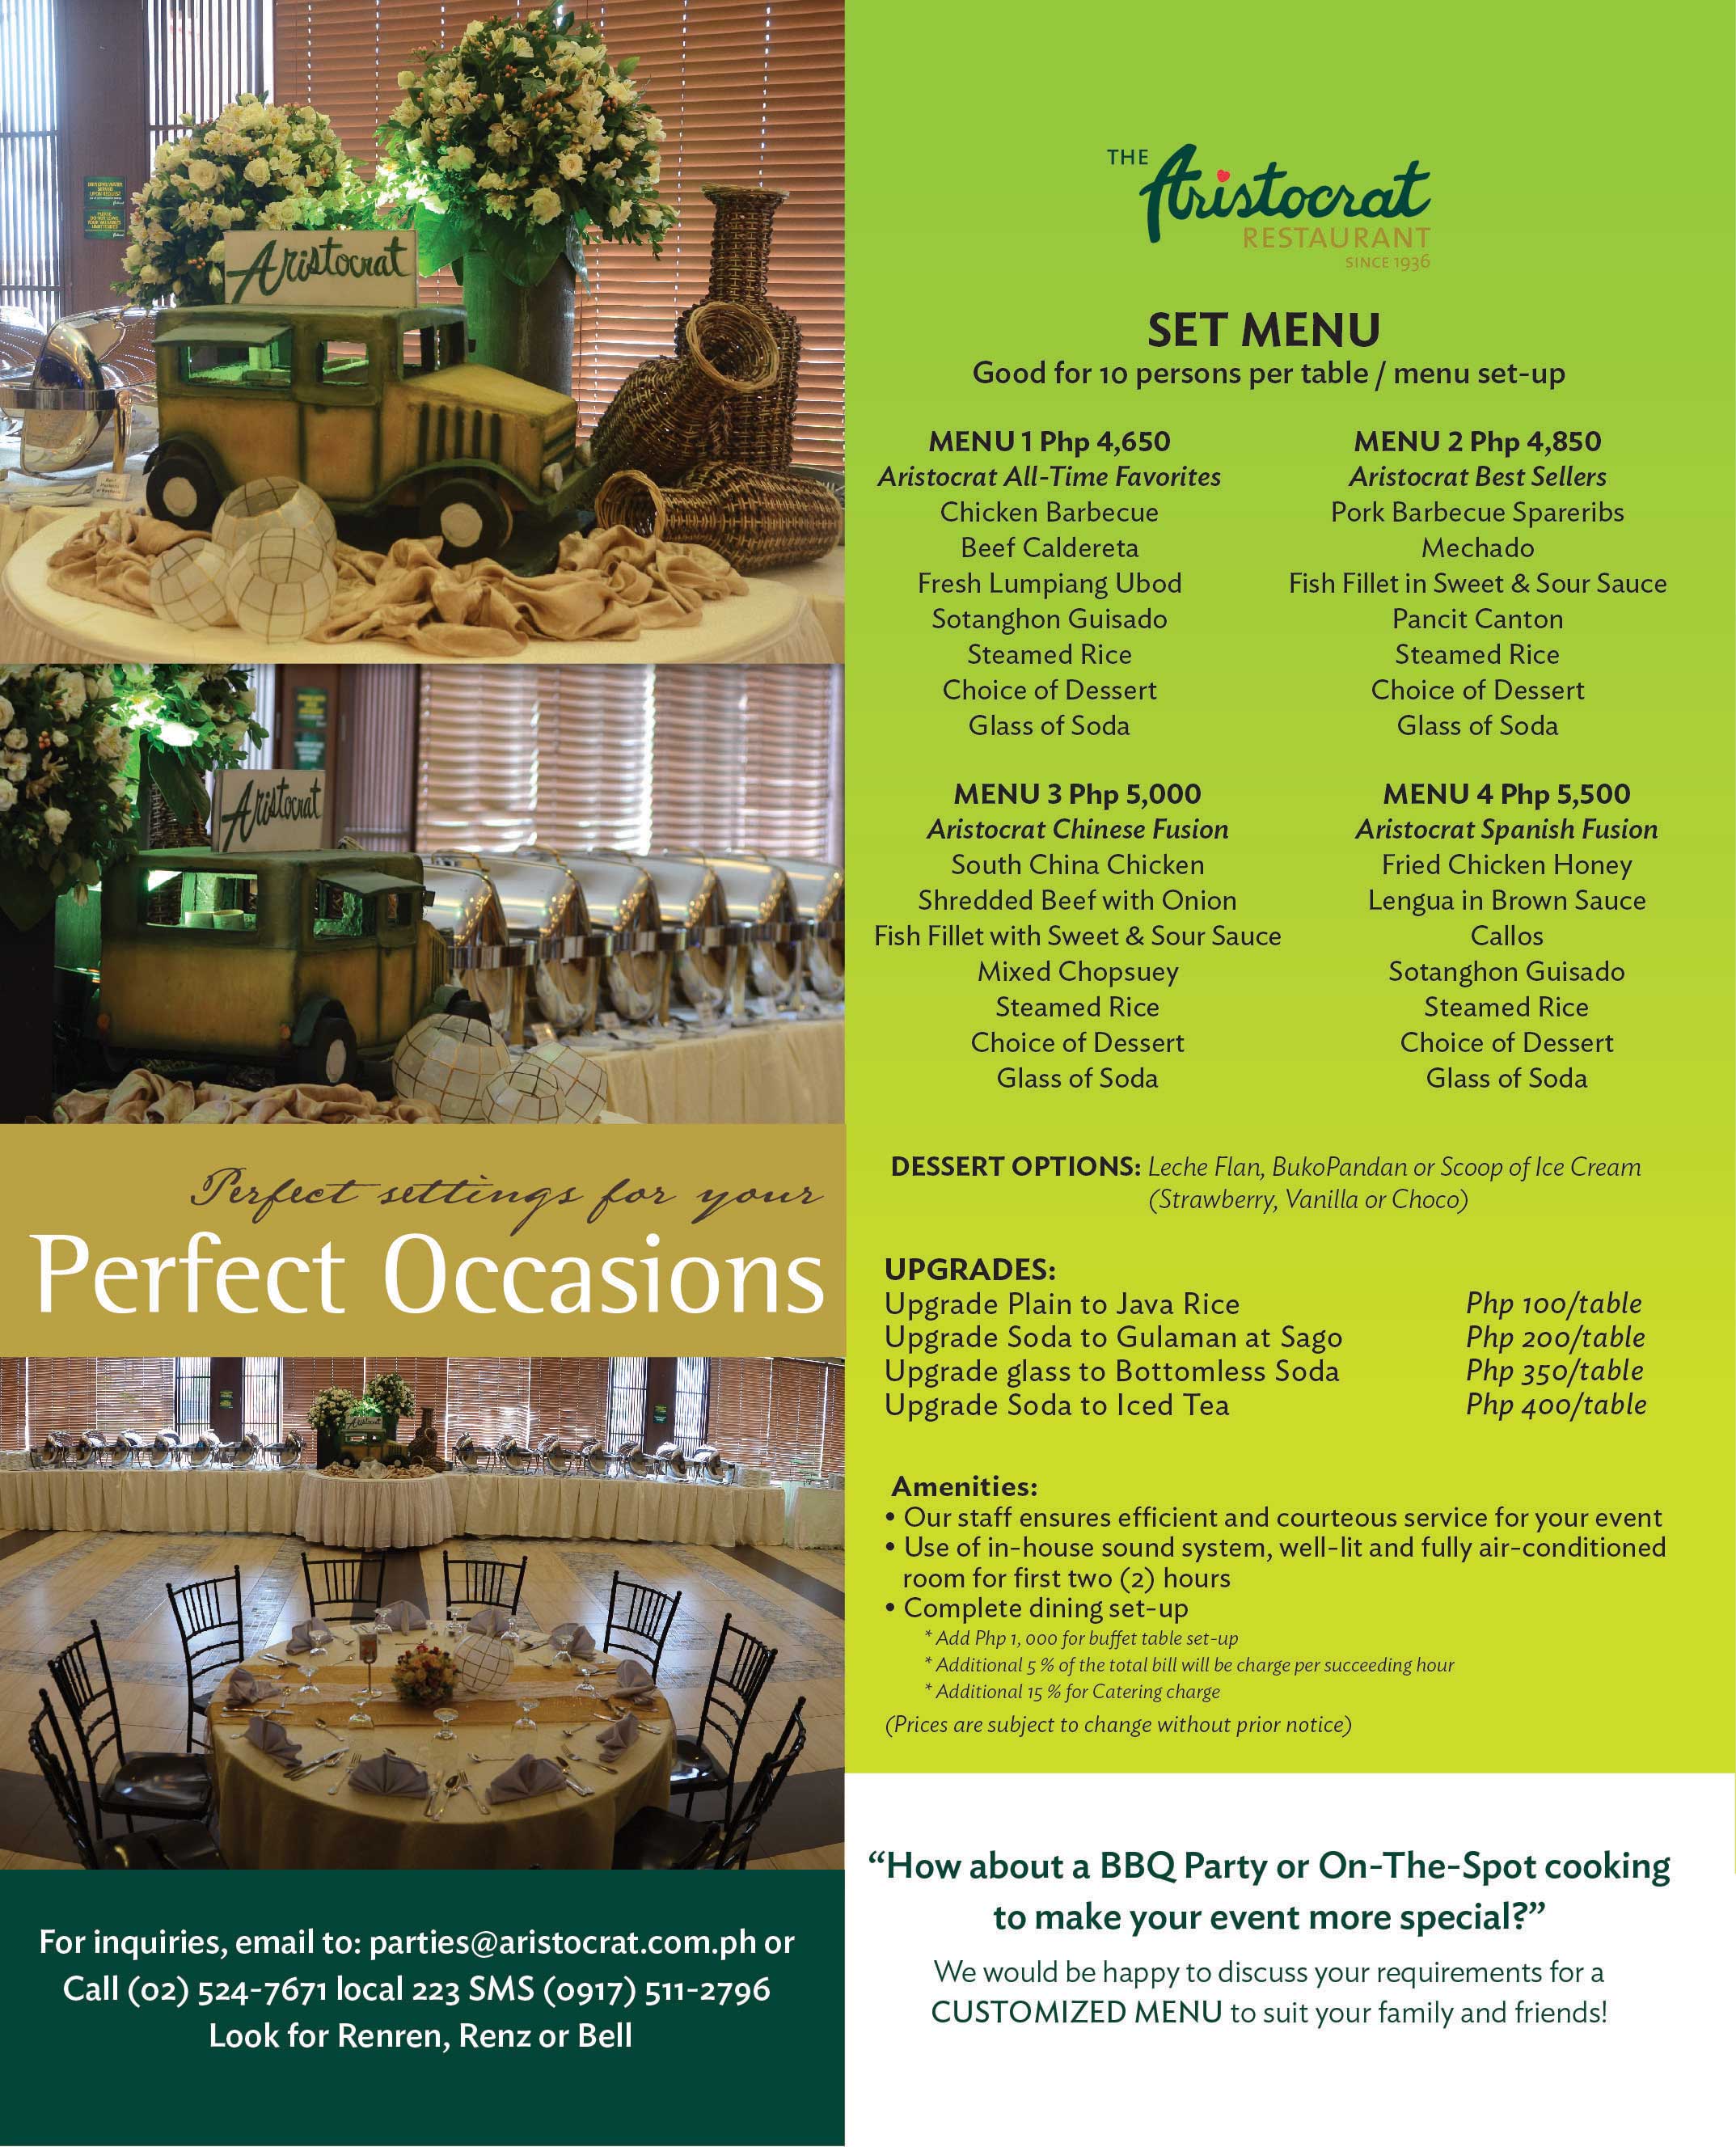 Aristocrat
Aristocrat
Perfect settings for your
Perfect Occasions
For inquiries, email to: parties@aristocrat.com.ph or
Call (02) 524-7671 local 223 SMS (0917) 511-2796
Look for Renren, Renz or Bell
THE
Aristocrat
RESTAURANT
SINCE 1936
SET MENU
Good for 10 persons per table / menu set-up
MENU 1 Php 4,650
Aristocrat All-Time Favorites
Chicken Barbecue
Beef Caldereta
Fresh Lumpiang Ubod
Sotanghon Guisado
Steamed Rice
Choice of Dessert
Glass of Soda
MENU 2 Php 4,850
Aristocrat Best Sellers
Pork Barbecue Spareribs
Mechado
Fish Fillet in Sweet & Sour Sauce
Pancit Canton
Steamed Rice
Choice of Dessert
Glass of Soda
MENU 3 Php 5,000
Aristocrat Chinese Fusion
South China Chicken
Shredded Beef with Onion
Fish Fillet with Sweet & Sour Sauce
Mixed Chopsuey
Steamed Rice
Choice of Dessert
Glass of Soda
MENU 4 Php 5,500
Aristocrat Spanish Fusion
Fried Chicken Honey
Lengua in Brown Sauce
Callos
Sotanghon Guisado
Steamed Rice
Choice of Dessert
Glass of Soda
DESSERT OPTIONS: Leche Flan, BukoPandan or Scoop of Ice Cream
(Strawberry, Vanilla or Choco)
UPGRADES:
Upgrade Plain to Java Rice Php 100/table
Upgrade Soda to Gulaman at Sago Php 200/table
Upgrade glass to Bottomless Soda Php 350/table
Upgrade Soda to Iced Tea Php 400/table
Amenities:
• Our staff ensures efficient and courteous service for your event
• Use of in-house sound system, well-lit and fully air-conditioned
room for first two (2) hours
• Complete dining set-up
* Add Php 1, 000 for buffet table set-up
* Additional 5 % of the total bill will be charge per succeeding hour
* Additional 15 % for Catering charge
(Prices are subject to change without prior notice)
“How about a BBQ Party or On-The-Spot cooking
to make your event more special?”
We would be happy to discuss your requirements for a
CUSTOMIZED MENU to suit your family and friends!